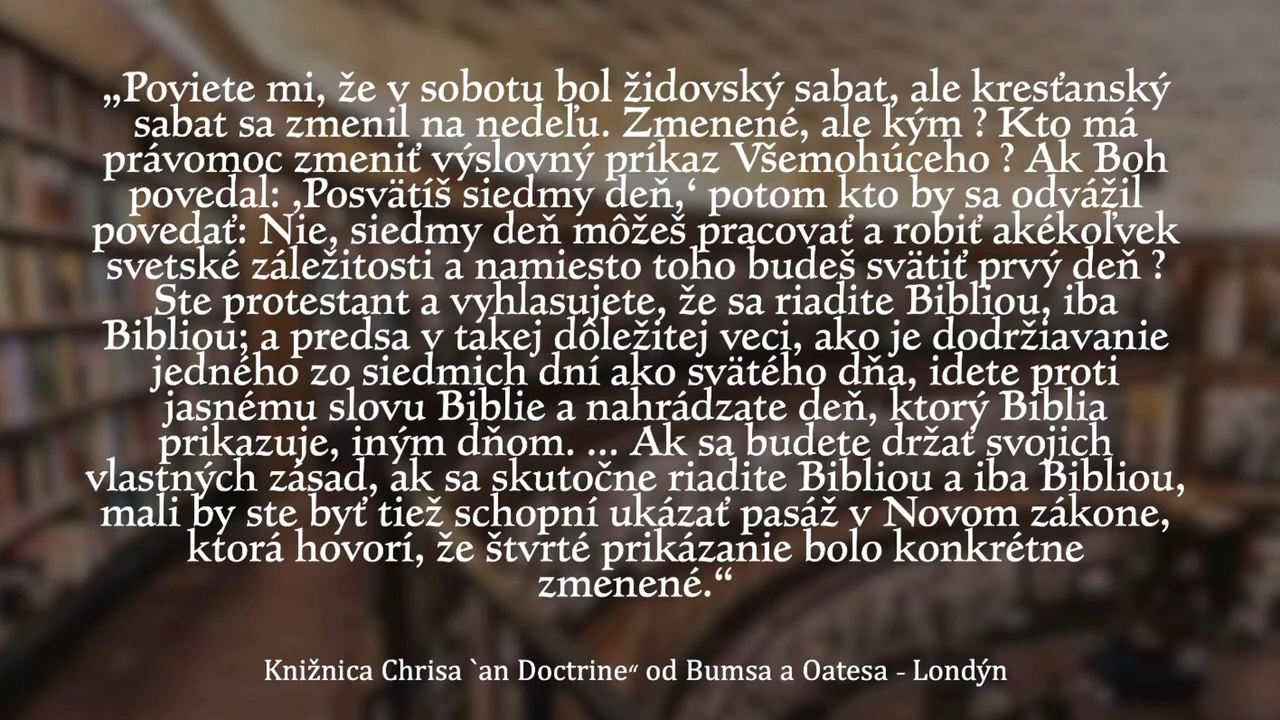 „Poviete mi, že v sobotu bol židovský sabat, ale kresťanský
sabat sa zmenil na nedeľu. Zmenené, ale kým ? Kto má
právomoc zmeniť výslovný príkaz Všemohúceho ? Ak Boh
povedal: ‚Posvätíš siedmy deň,‘ potom kto by sa odvážil
povedať: Nie, siedmy deň môžeš pracovať a robiť akékoľvek
svetské záležitosti a namiesto toho budeš svätiť prvý deň ?
Ste protestant a vyhlasujete, že sa riadite Bibliou, iba
Bibliou; a predsa v takej dôležitej veci, ako je dodržiavanie
jedného zo siedmich dní ako svätého dňa, idete proti
jasnému slovu Biblie a nahrádzate deň, ktorý Biblia
prikazuje, iným dňom. ... Ak sa budete držať svojich
vlastných zásad, ak sa skutočne riadite Bibliou a iba Bibliou,
mali by ste byť tiež schopní ukázať pasáž v Novom zákone,
ktorá hovorí, že štvrté prikázanie bolo konkrétne
zmenené.“
Knižnica Chrisa `an Doctrine“ od Bumsa a Oatesa - Londýn